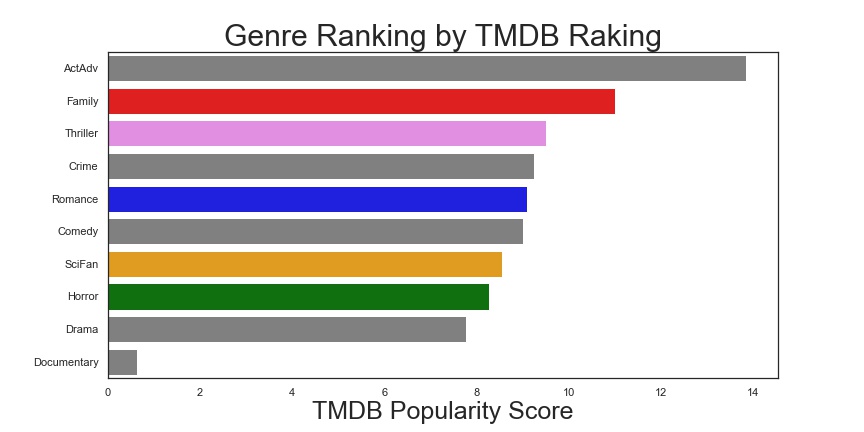 Genre Ranking by TMDB Raking
ActAdv
Family
Thriller
Crime
Romance
Comedy
SciFan
Horror
Drama
Documentary
0 2 4 6 8 10 12 14
TMDB Popularity Score